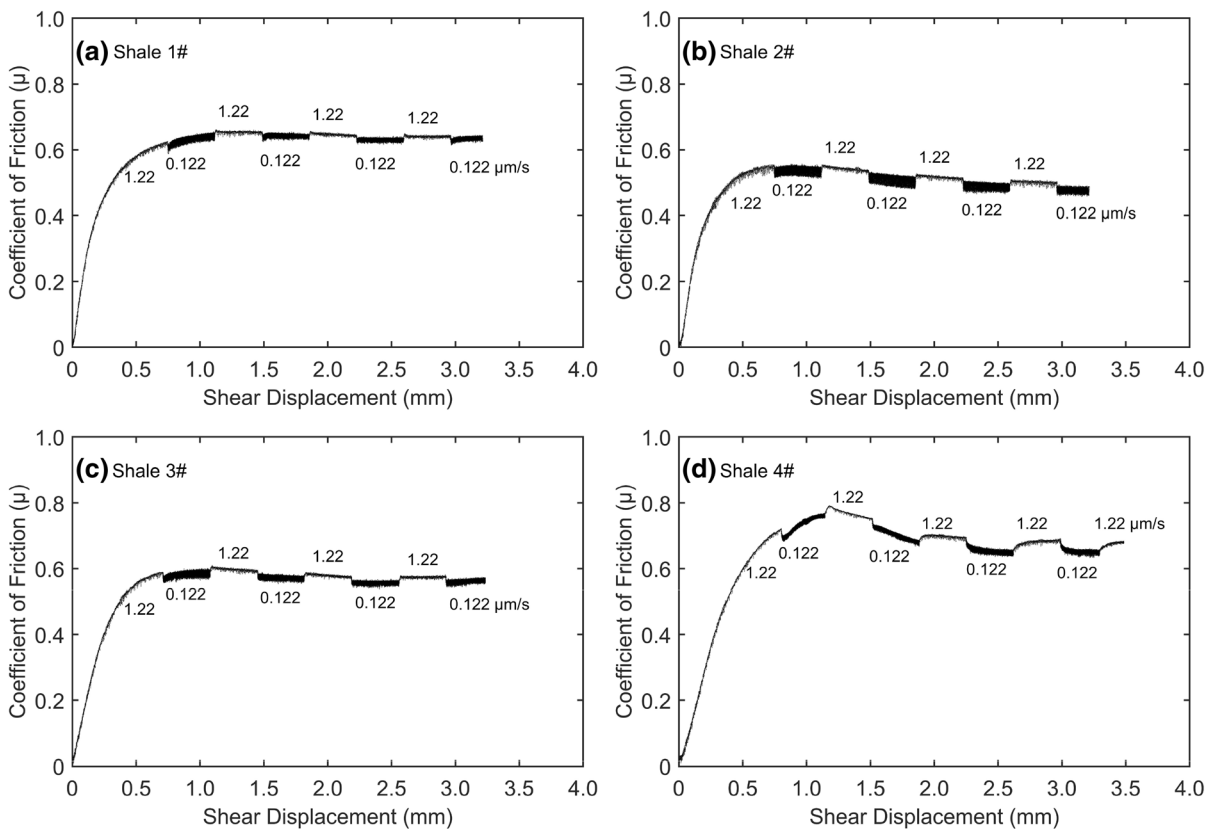 (a) Shale 1#
Coefficient of Friction (μ)
1.0
0.8
0.6
0.4
0.2
0
1.22
0.122
1.22
0.122
1.22
0.122
1.22
0.122 μm/s
0 0.5 1.0 1.5 2.0 2.5 3.0 3.5 4.0
Shear Displacement (mm)
(b) Shale 2#
Coefficient of Friction (μ)
1.0
0.8
0.6
0.4
0.2
0
1.22
0.122
1.22
0.122
1.22
0.122
1.22
0.122 μm/s
0 0.5 1.0 1.5 2.0 2.5 3.0 3.5 4.0
Shear Displacement (mm)
(c) Shale 3#
Coefficient of Friction (μ)
1.0
0.8
0.6
0.4
0.2
0
1.22
0.122
1.22
0.122
1.22
0.122
1.22
0.122 μm/s
0 0.5 1.0 1.5 2.0 2.5 3.0 3.5 4.0
Shear Displacement (mm)
(d) Shale 4#
Coefficient of Friction (μ)
1.0
0.8
0.6
0.4
0.2
0
1.22
0.122
1.22
0.122
1.22
0.122
1.22
0.122
1.22 μm/s
0 0.5 1.0 1.5 2.0 2.5 3.0 3.5 4.0
Shear Displacement (mm)